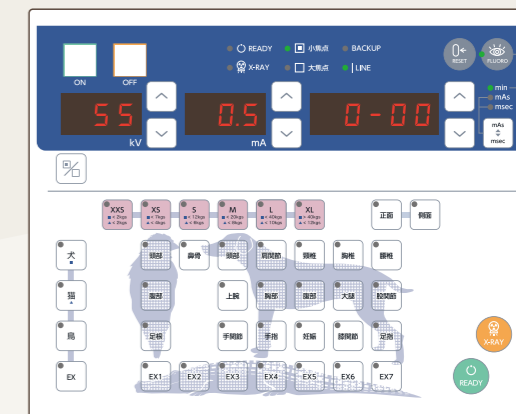 READY 小焦点 BACKUP
X-RAY 大焦点 LINE
RESET FLUORO
ON OFF
55 0.5 0-00
kV mA
min
mAs
msec
mAs
msec
XXS XS S M L XL
正面 側面
犬 頭部 鼻骨 頭部 肩関節 頸椎 胸椎 腰椎
猫 腹部 上腕 胸部 腹部 大腿 股関節
鳥 足根 手関節 手指 妊娠 膝関節 足指
EX EX1 EX2 EX3 EX4 EX5 EX6 EX7
X-RAY
READY